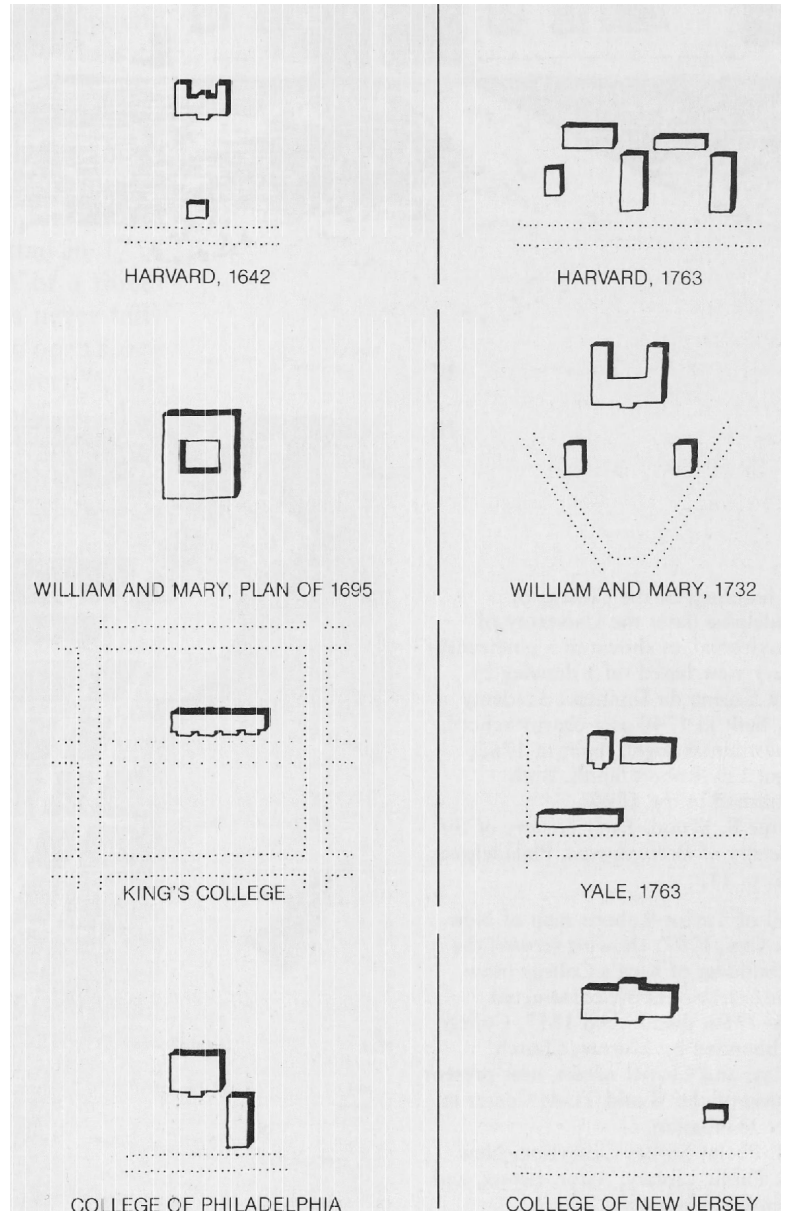 HARVARD, 1642
HARVARD, 1763
WILLIAM AND MARY, PLAN OF 1695
WILLIAM AND MARY, 1732
KING'S COLLEGE
YALE, 1763
COLLEGE OF PHILADELPHIA
COLLEGE OF NEW JERSEY